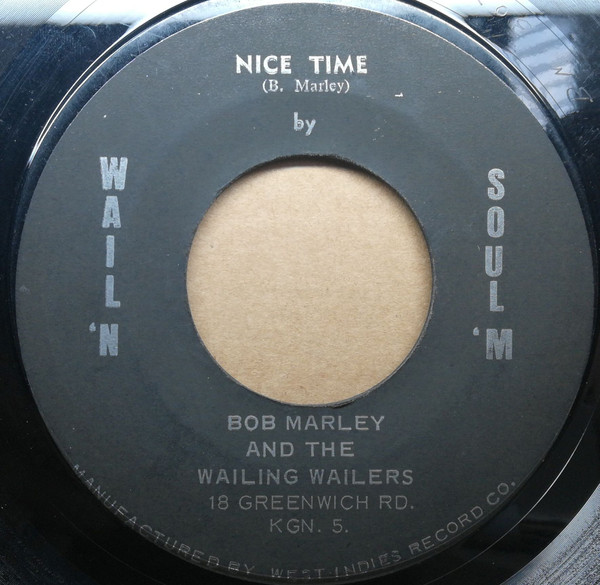 NICE TIME
(B. Marley)
by
WAIL 'N
SOUL 'M
BOB MARLEY
AND THE
WAILING WAILERS
18 GREENWICH RD.
KGN. 5.
MANUFACTURED BY WEST INDIES RECORD CO.